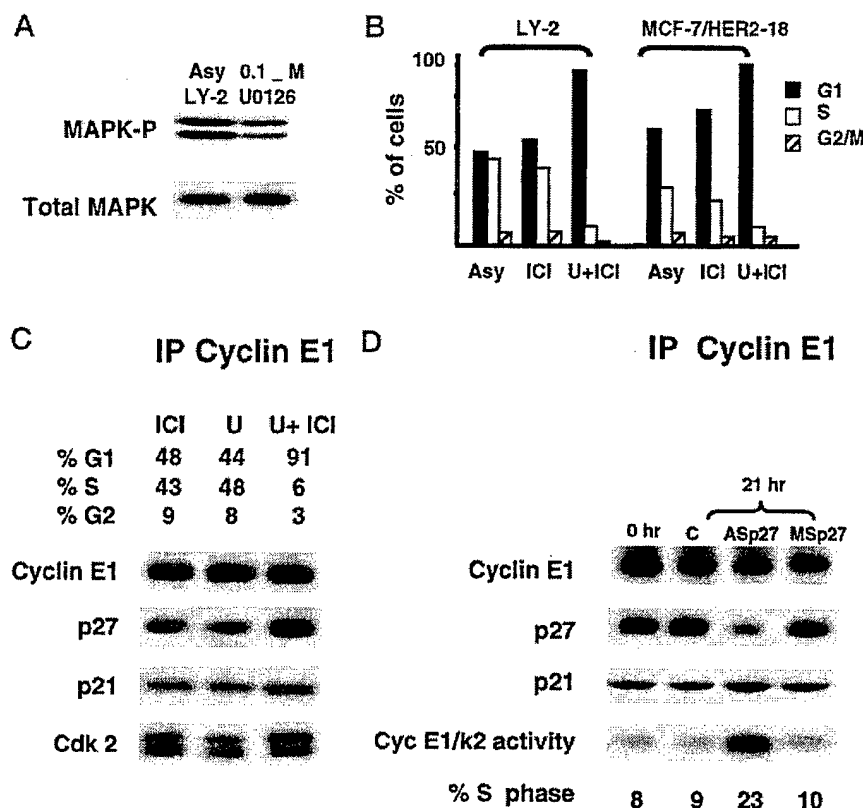 A
Asy 0.1 _ M
LY-2 U0126
MAPK-P
Total MAPK
B
LY-2 MCF-7/HER2-18
100
50
% of cells
G1
S
G2/M
Asy ICI U+ICI Asy ICI U+ICI
C
IP Cyclin E1
ICI U U+ ICI
% G1 48 44 91
% S 43 48 6
% G2 9 8 3
Cyclin E1
p27
p21
Cdk 2
D
IP Cyclin E1
21 hr
0 hr C ASp27 MSp27
Cyclin E1
p27
p21
Cyc E1/k2 activity
% S phase 8 9 23 10